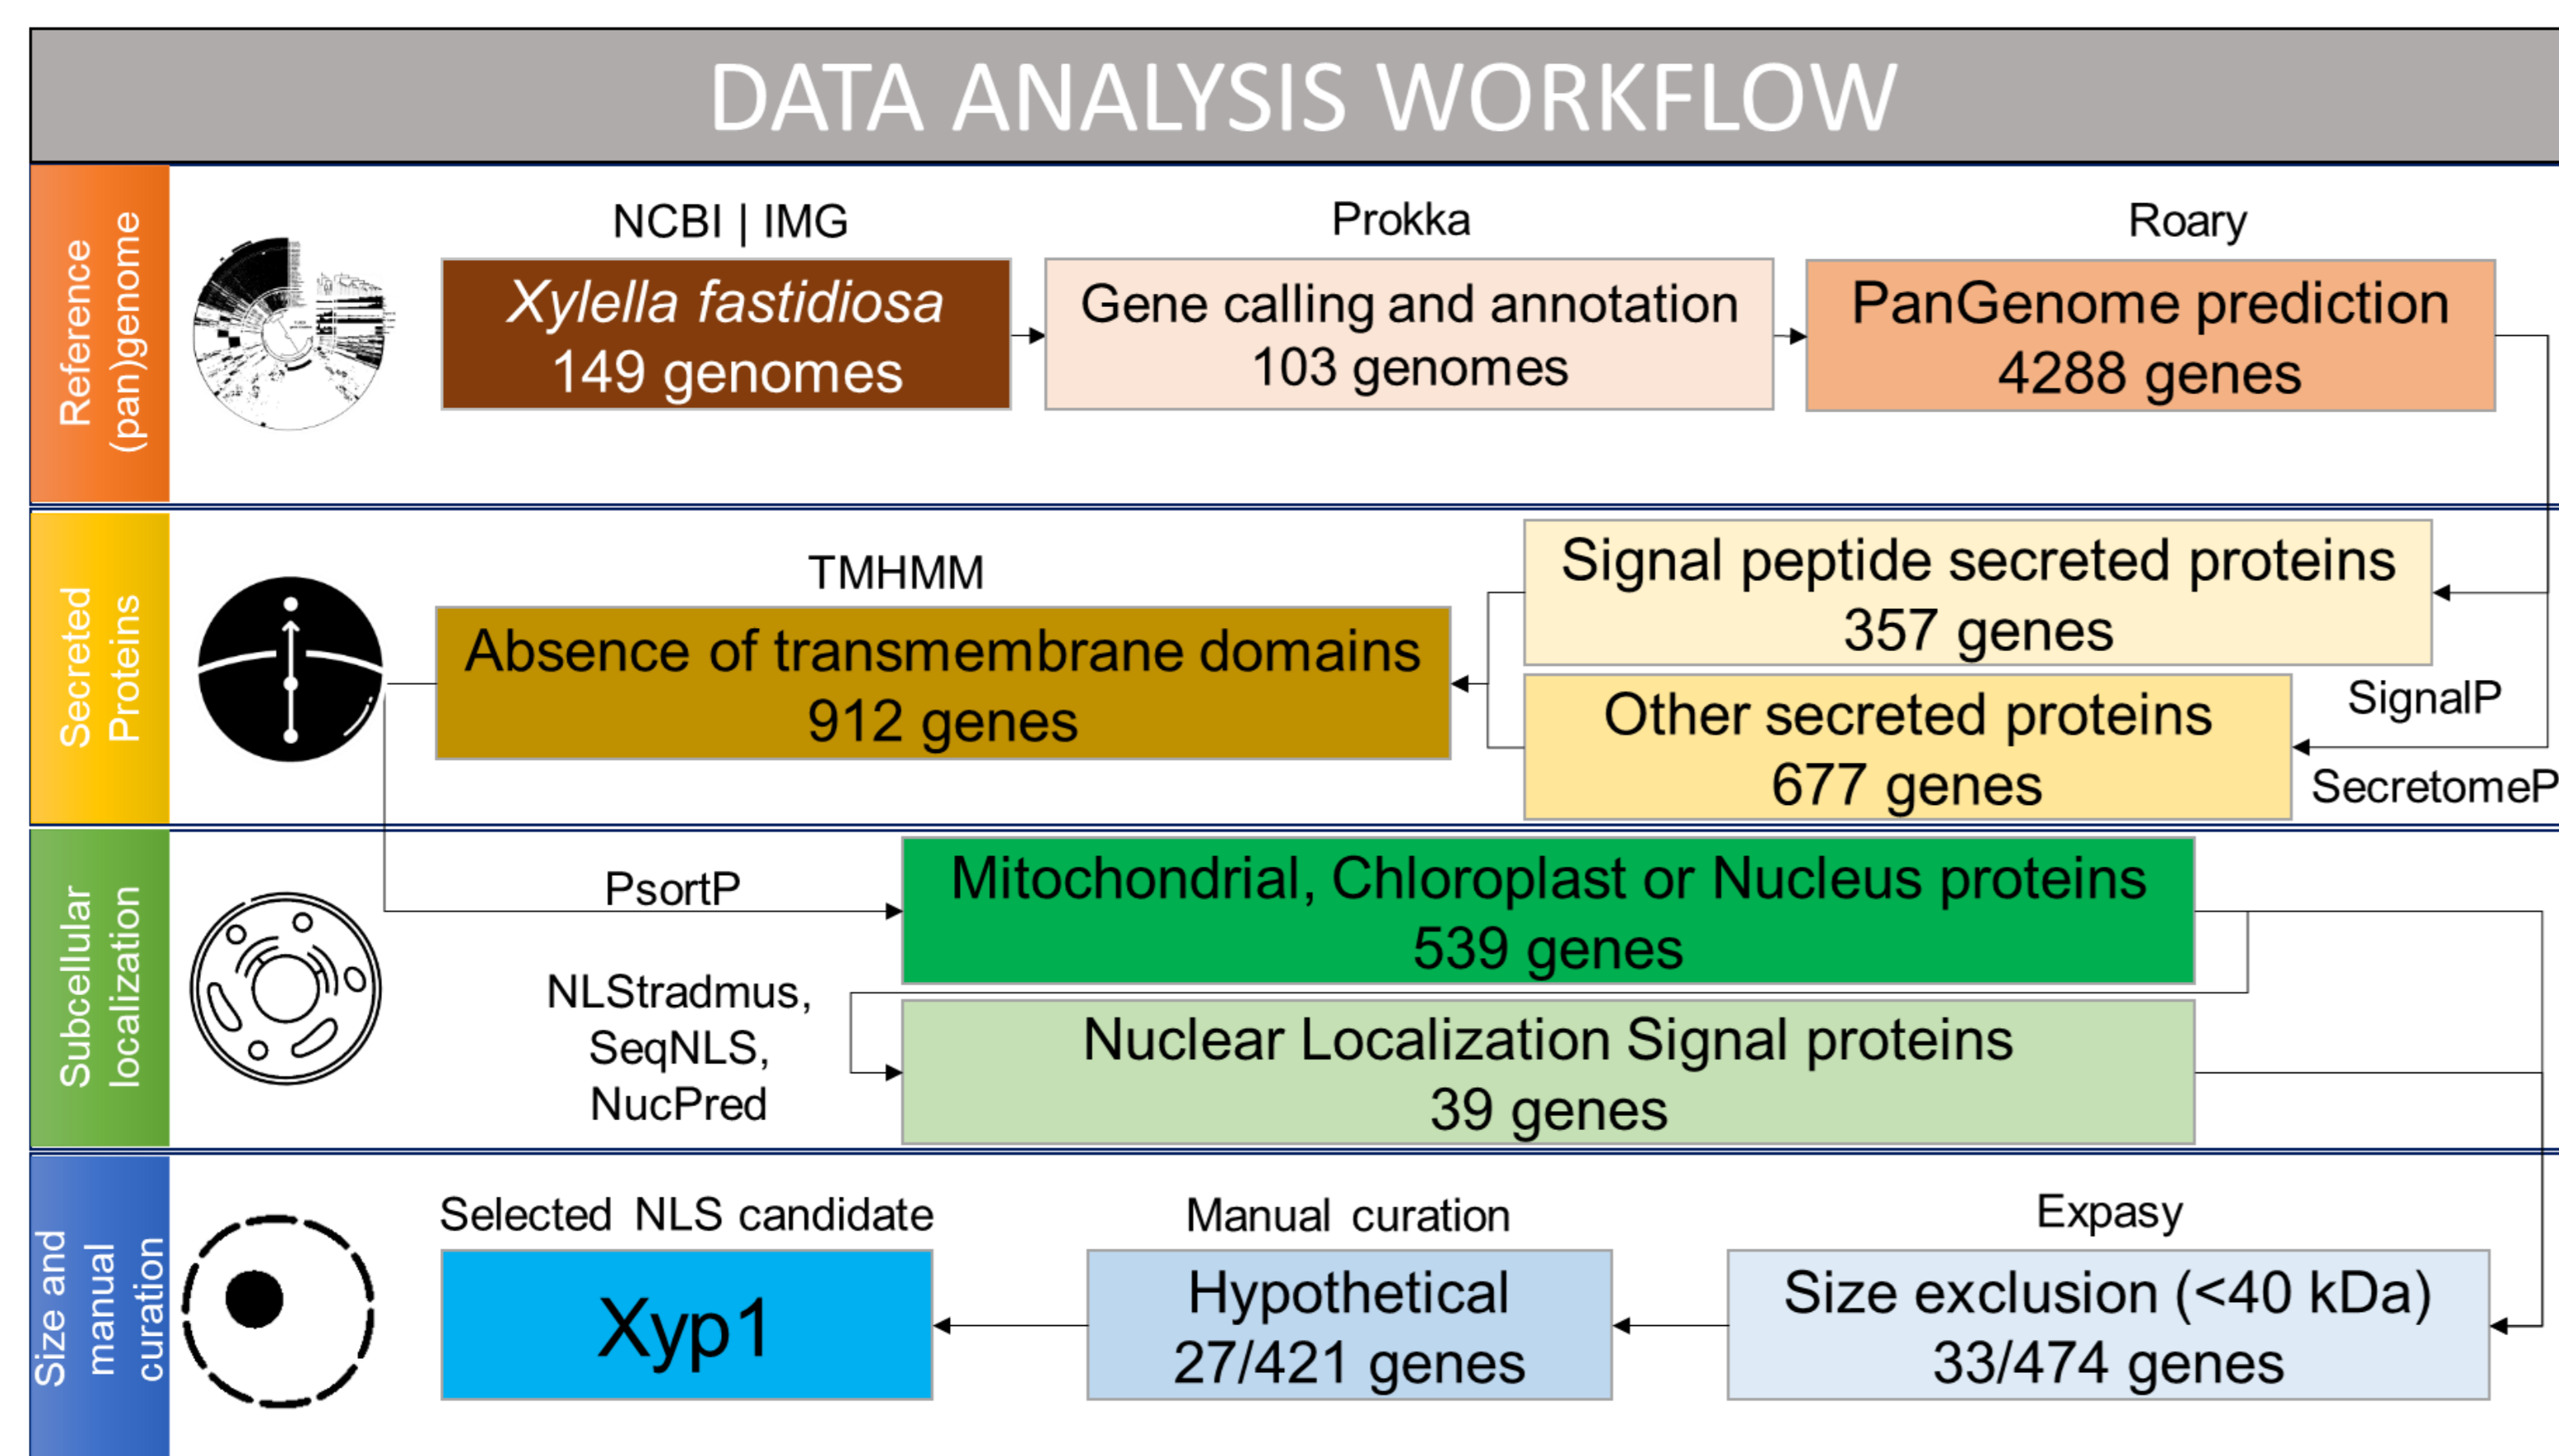 DATA ANALYSIS WORKFLOW
Reference
(pan)genome
NCBI | IMG
Xylella fastidiosa
149 genomes
Prokka
Gene calling and annotation
103 genomes
Roary
PanGenome prediction
4288 genes
Secreted
Proteins
TMHMM
Absence of transmembrane domains
912 genes
Signal peptide secreted proteins
357 genes
SignalP
Other secreted proteins
677 genes
SecretomeP
Subcellular
localization
PsortP
Mitochondrial, Chloroplast or Nucleus proteins
539 genes
NLStradmus,
SeqNLS,
NucPred
Nuclear Localization Signal proteins
39 genes
Size and
manual
curation
Selected NLS candidate
Xyp1
Manual curation
Hypothetical
27/421 genes
Expasy
Size exclusion (<40 kDa)
33/474 genes